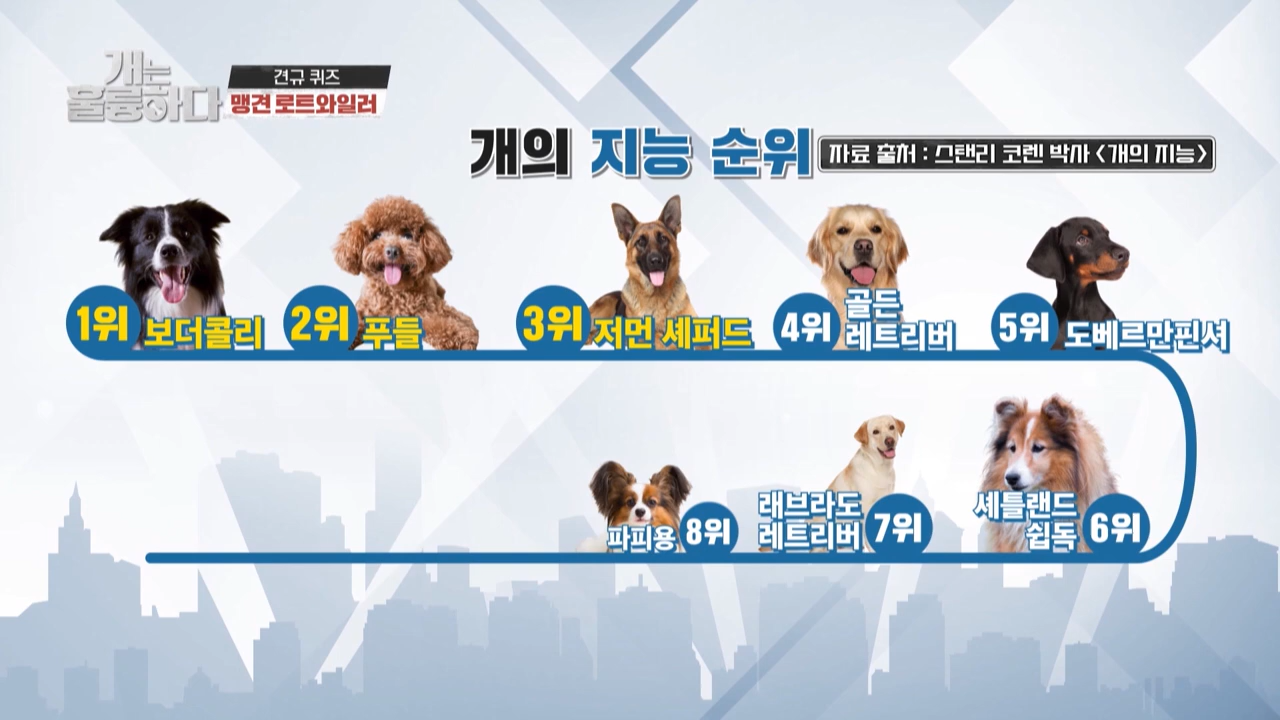 개는
훌륭하다
견규 퀴즈
맹견 로트와일러
개의 지능 순위
자료 출처 : 스탠리 코렌 박사 <개의 지능>
1위 보더콜리
2위 푸들
3위 저먼 셰퍼드
4위 골든
레트리버
5위 도베르만핀셔
셰틀랜드
쉽독 6위
래브라도
레트리버 7위
파피용 8위